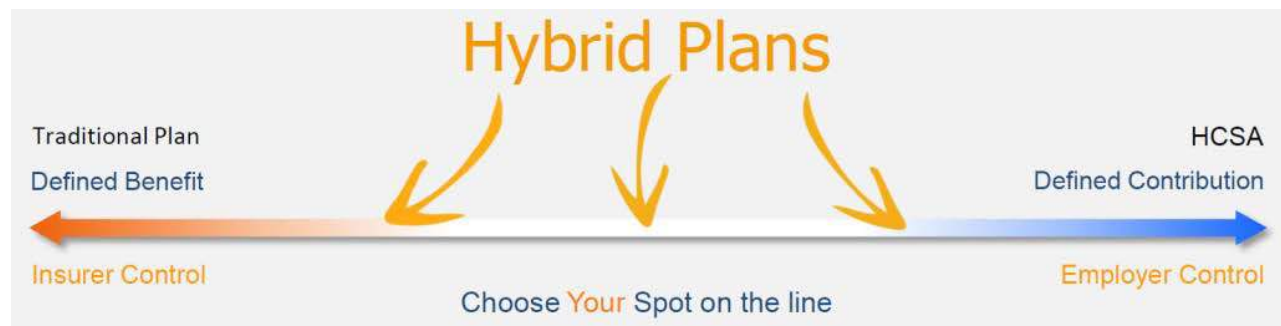 Hybrid Plans
Traditional Plan
HCSA
Defined Benefit
Defined Contribution
Insurer Control
Employer Control
Choose Your Spot on the line